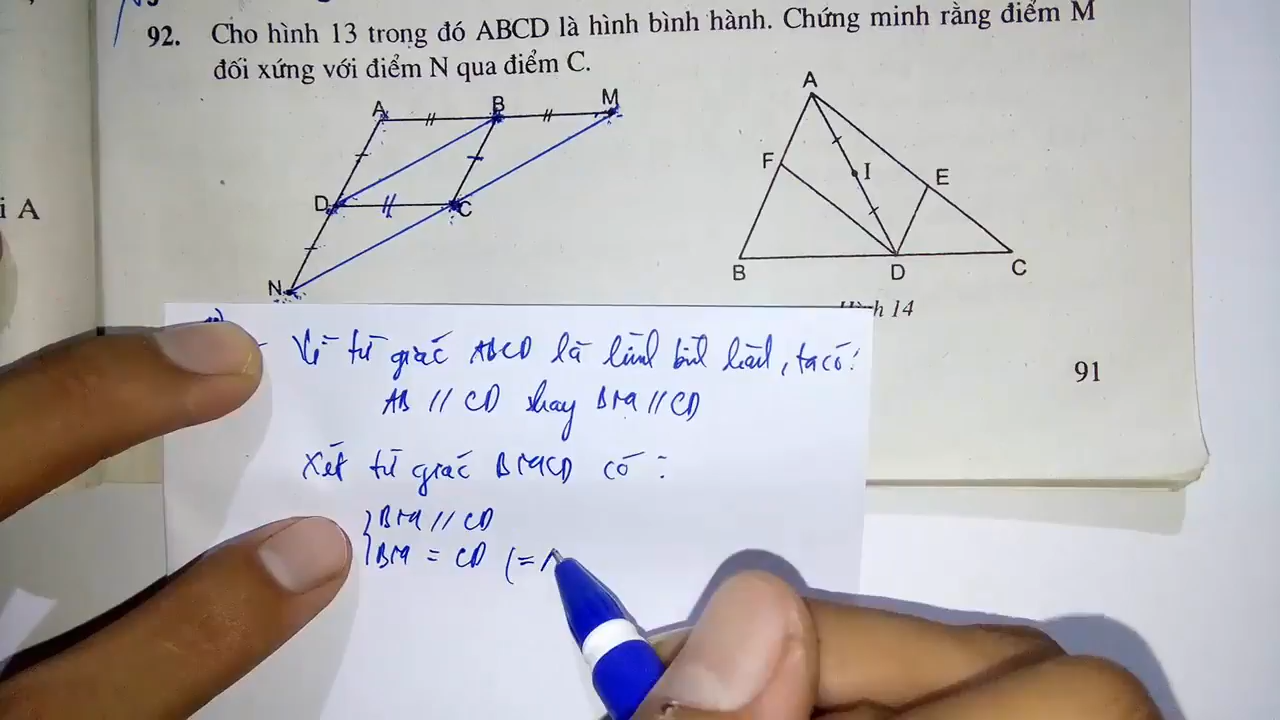 92. Cho hình 13 trong đó ABCD là hình bình hành. Chứng minh rằng điểm M
đối xứng với điểm N qua điểm C.
A
B
M
D
C
N
A
F
I
E
B
D
C
h 14
i A
91
Vì tứ giác ABCD là hình bình hành, ta có:
AB // CD hay BM // CD
Xét tứ giác BMCD có:
BM // CD
BM = CD (=